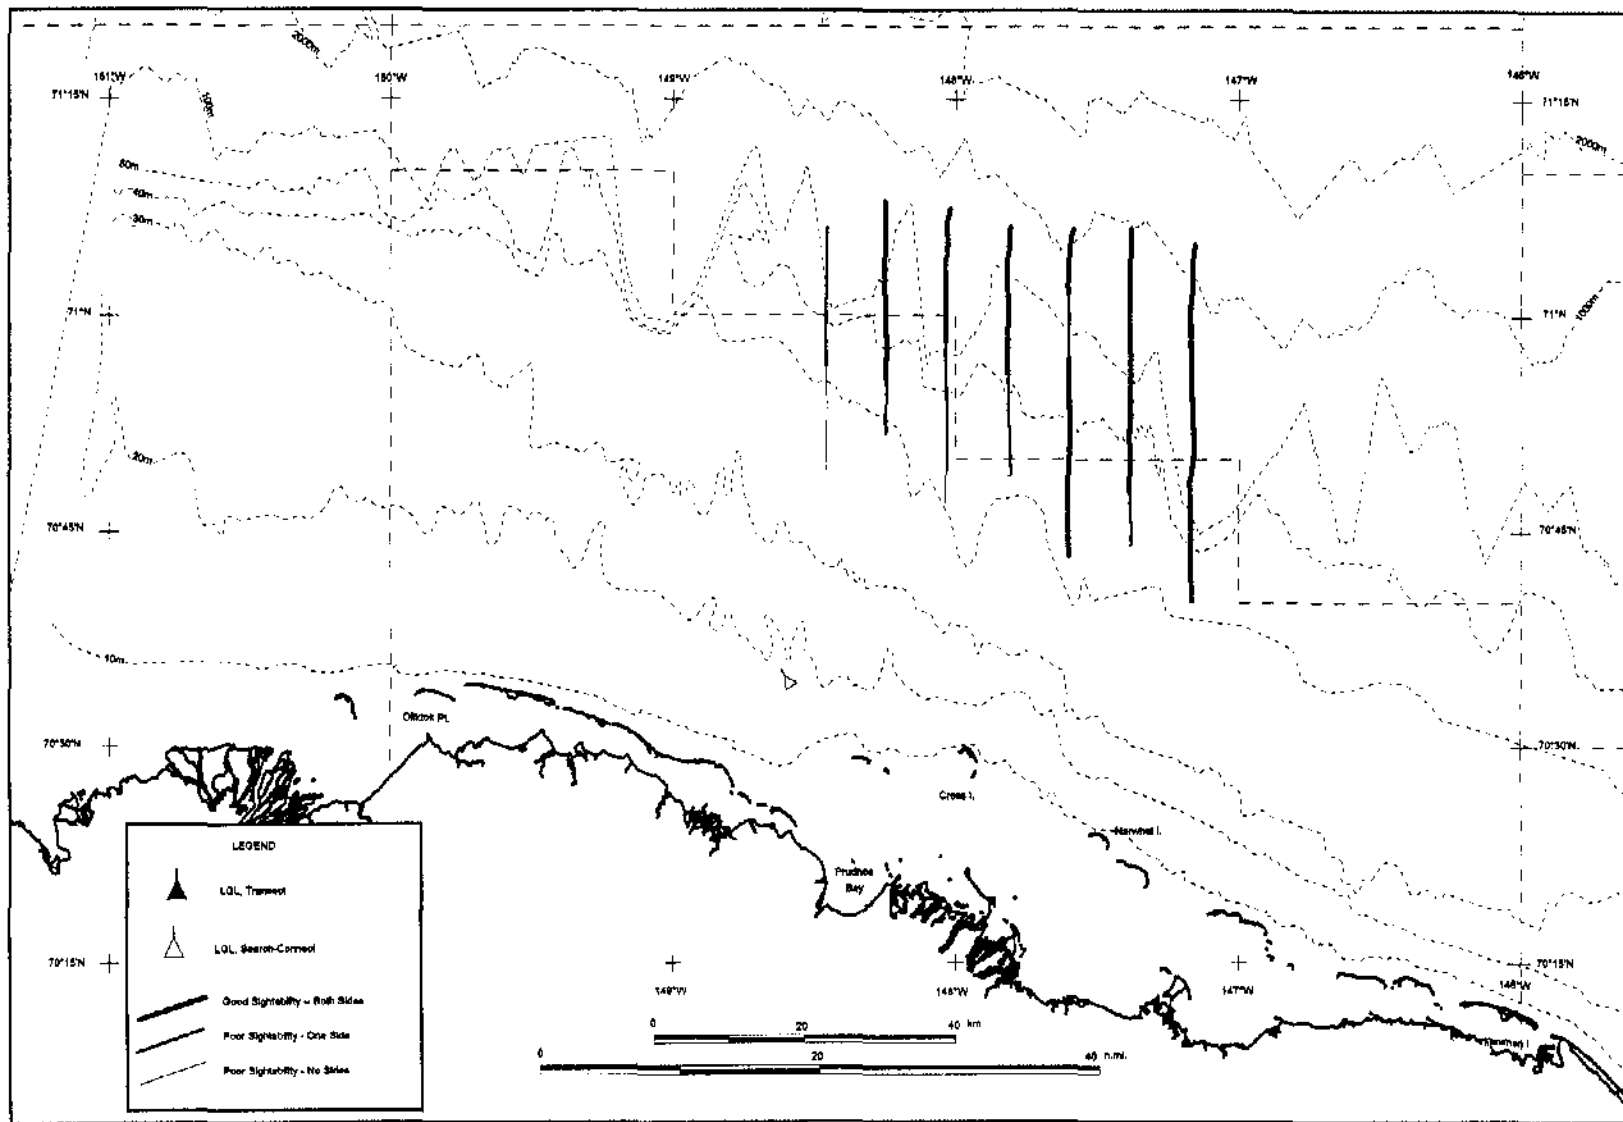 2000m
151°W
150°W
149°W
148°W
147°W
146°W
71°15'N
71°15'N
100m
2000m
50m
40m
30m
71°N
71°N
1000m
20m
70°45'N
70°45'N
10m
Oliktok Pt.
70°30'N
70°30'N
Cross I.
Narwhal I.
LEGEND
LGL, Transect
Prudhoe
Bay
LGL, Search-Connect
70°15'N
70°15'N
149°W
148°W
147°W
146°W
Good Sightability – Both Sides
Poor Sightability - One Side
Poor Sightability - No Sides
0 20 40 km
0 20 40 n.mi.